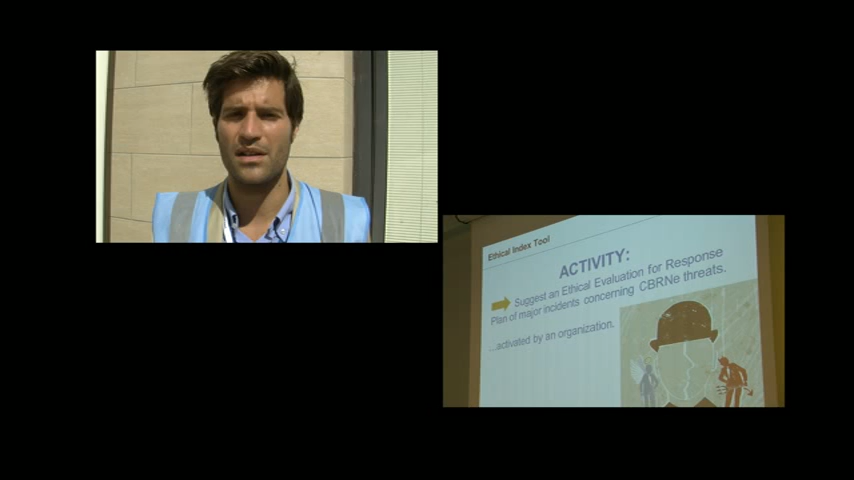 Ethical Index Tool
ACTIVITY:
Suggest an Ethical Evaluation for Response
Plan of major incidents concerning CBRNe threats.
...activated by an organization.